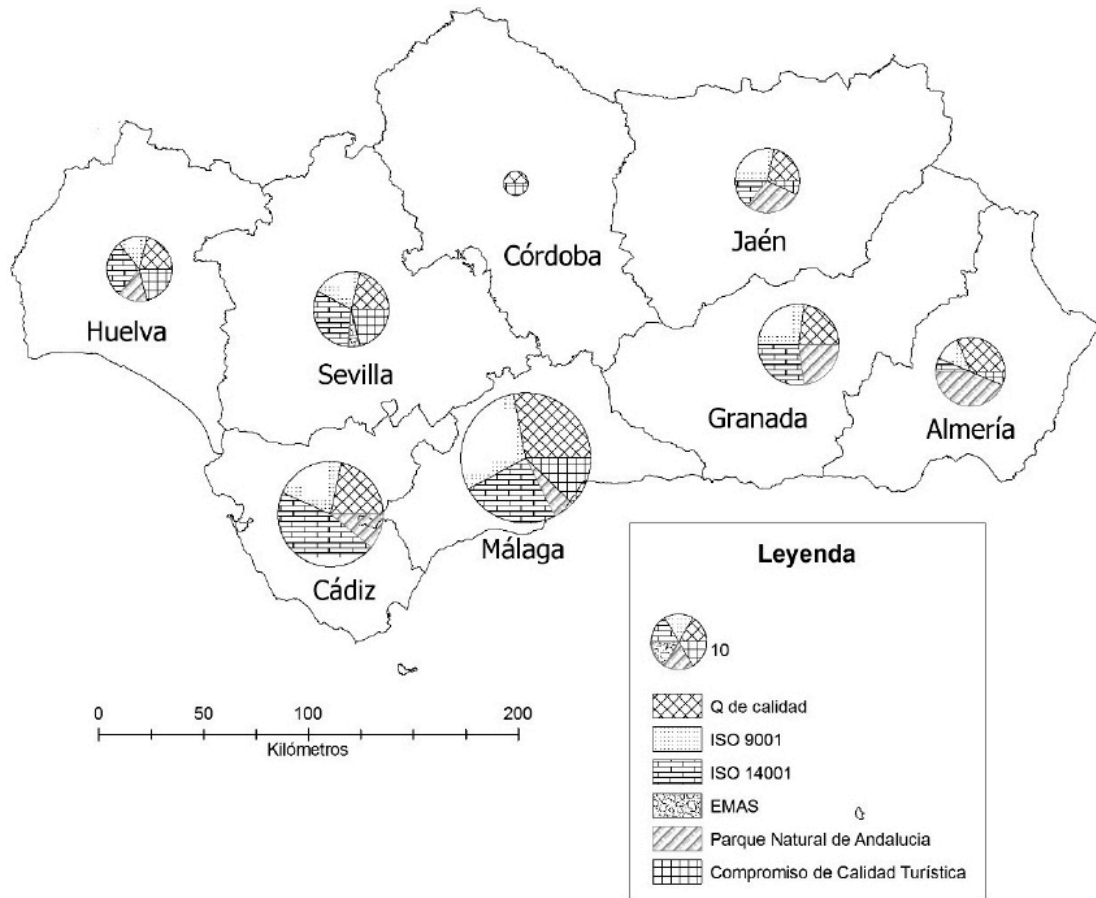 Córdoba
Jaén
Huelva
Sevilla
Granada
Almería
Málaga
Cádiz
Leyenda
10
Q de calidad
ISO 9001
ISO 14001
EMAS
Parque Natural de Andalucia
Compromiso de Calidad Turística
0 50 100 200
Kilómetros